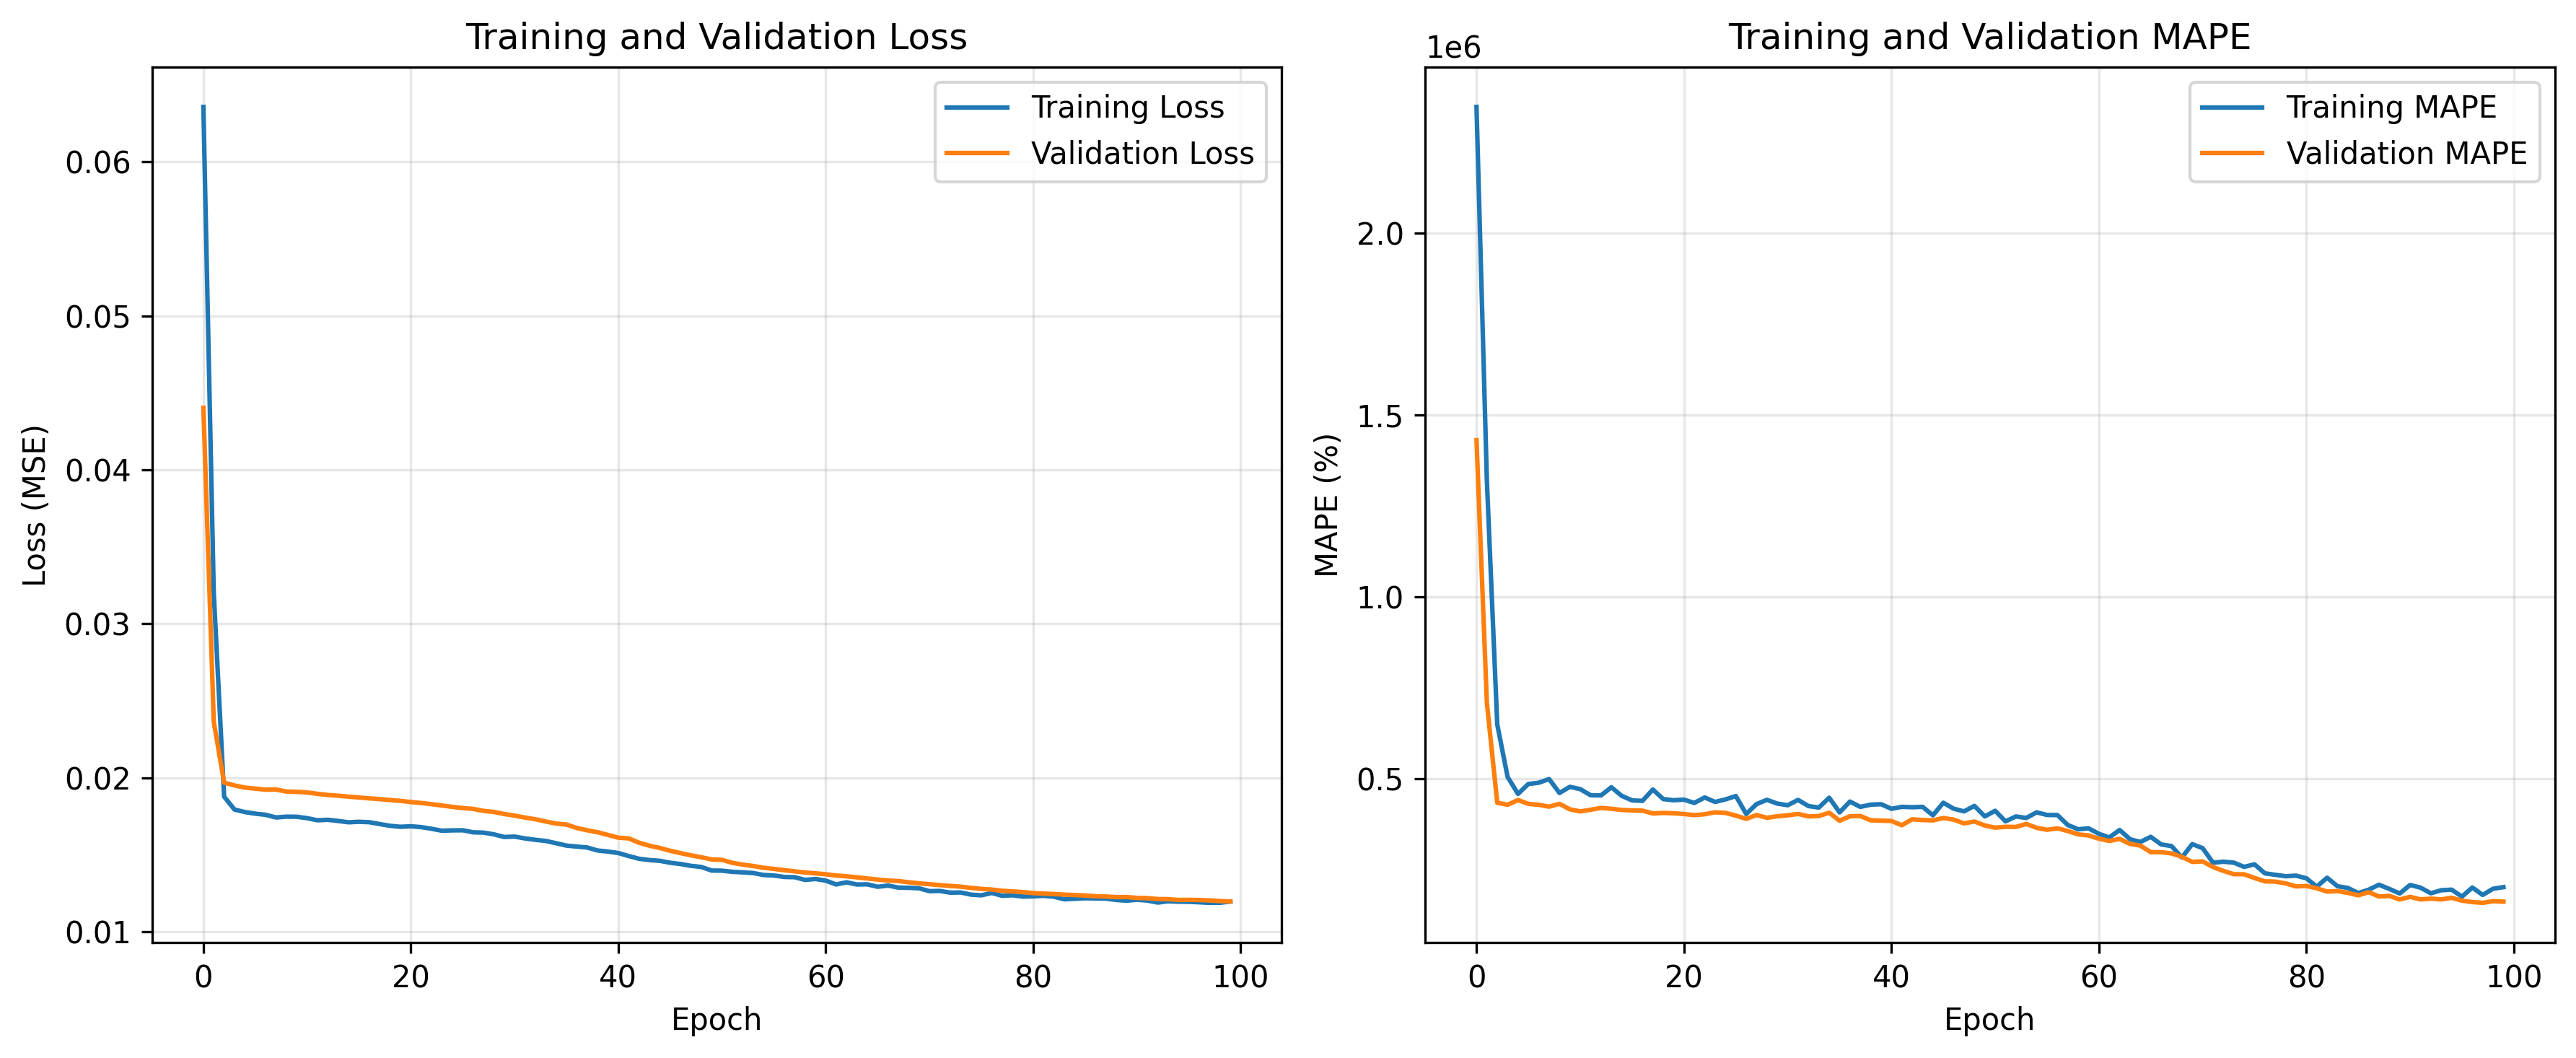 Training and Validation Loss
Training Loss
Validation Loss
0.06
0.05
0.04
0.03
0.02
0.01
Loss (MSE)
0 20 40 60 80 100
Epoch
Training and Validation MAPE
1e6
Training MAPE
Validation MAPE
2.0
1.5
1.0
0.5
MAPE (%)
0 20 40 60 80 100
Epoch